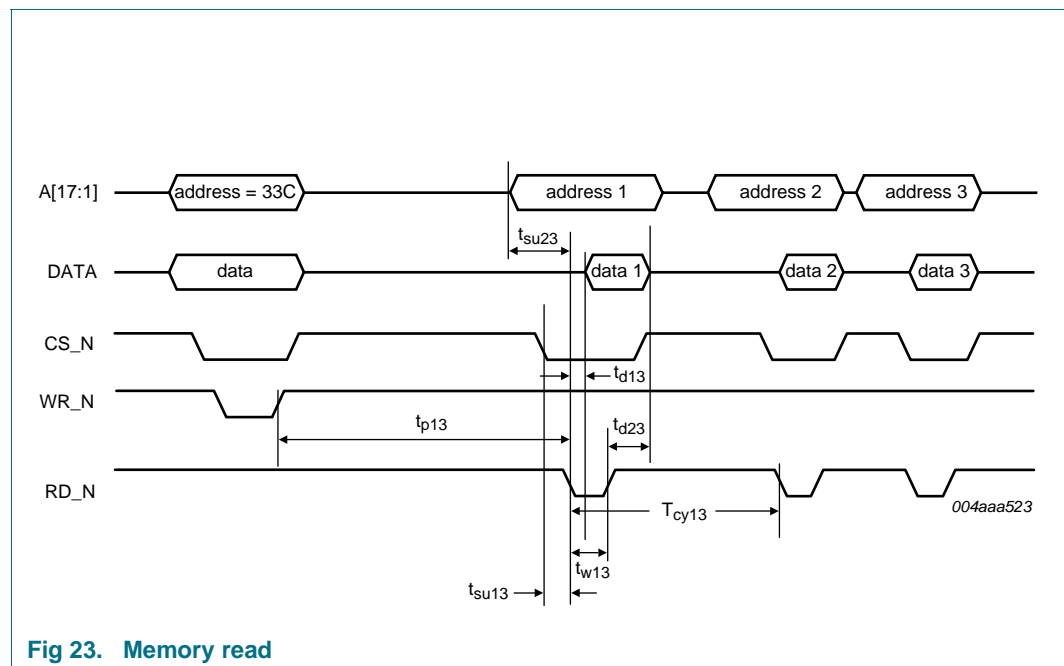 A[17:1]
address = 33C
address 1
address 2
address 3
tsu23
DATA
data
data 1
data 2
data 3
CS_N
td13
WR_N
tp13
td23
RD_N
Tcy13
004aaa523
tw13
tsu13
Fig 23. Memory read